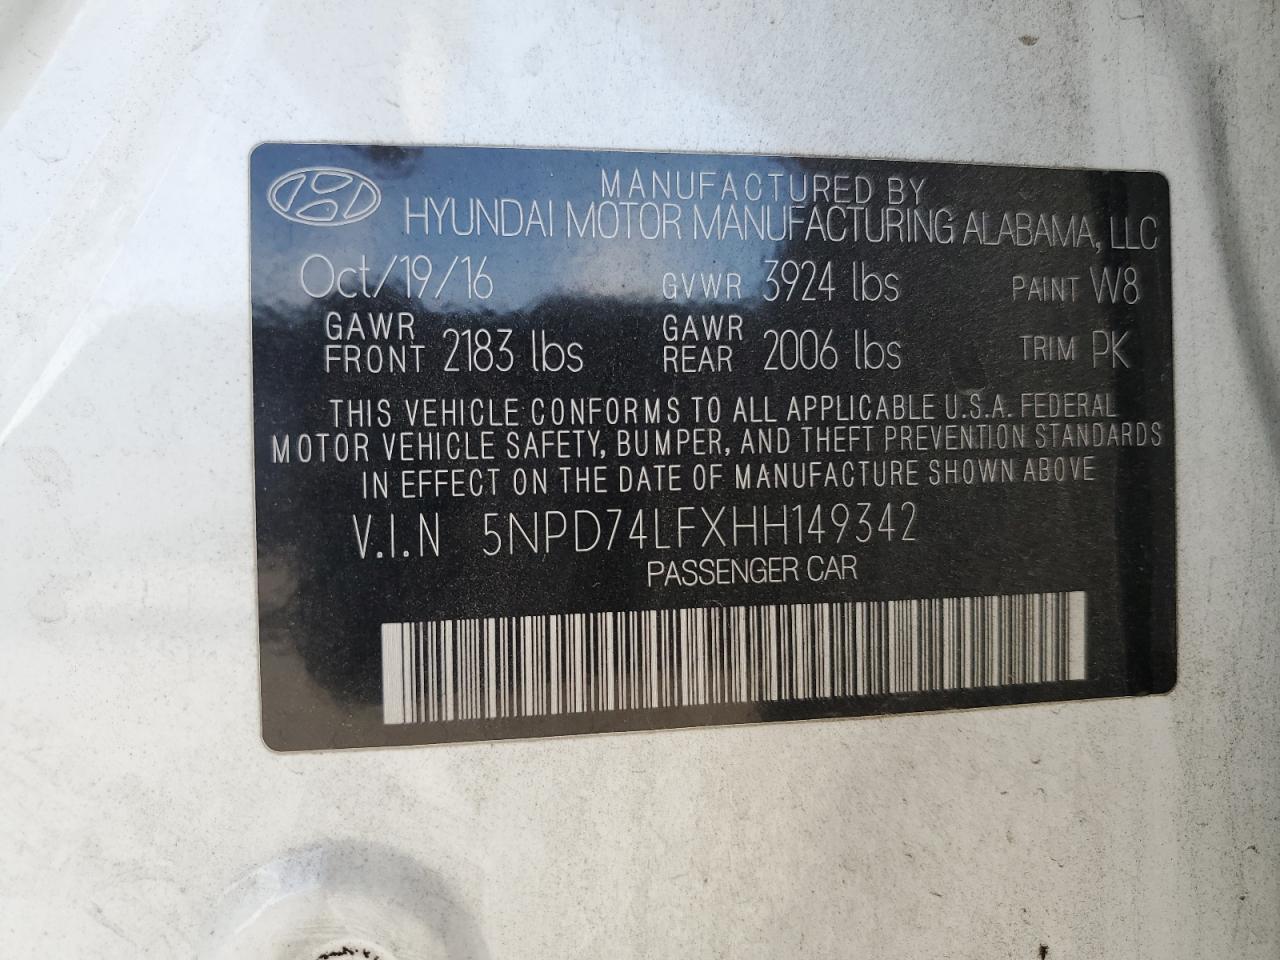 MANUFACTURED BY
HYUNDAI MOTOR MANUFACTURING ALABAMA, LLC
Oct/19/16 GVWR 3924 lbs PAINT W8
GAWR FRONT 2183 lbs GAWR REAR 2006 lbs TRIM PK
THIS VEHICLE CONFORMS TO ALL APPLICABLE U.S.A. FEDERAL
MOTOR VEHICLE SAFETY, BUMPER, AND THEFT PREVENTION STANDARDS
IN EFFECT ON THE DATE OF MANUFACTURE SHOWN ABOVE
V.I.N 5NPD74LFXHH149342
PASSENGER CAR